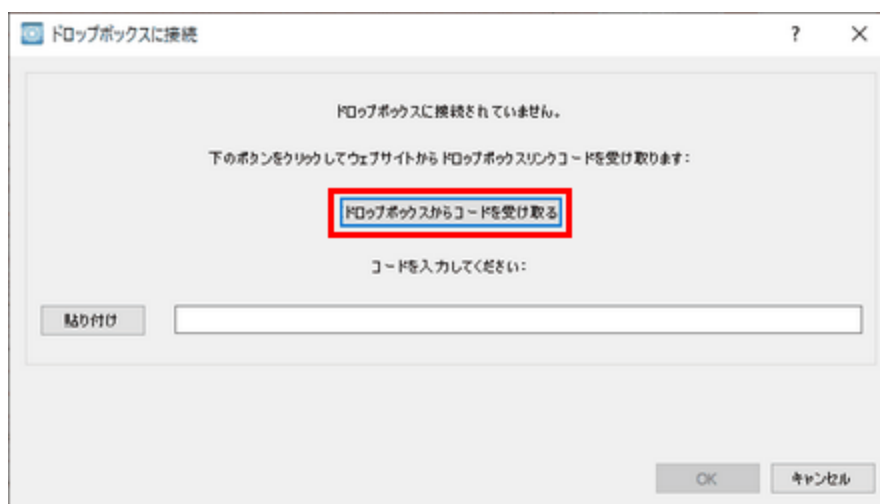 ドロップボックスに接続
?
ドロップボックスに接続されていません。
下のボタンをクリックしてウェブサイトからドロップボックスリンクコードを受け取ります:
ドロップボックスからコードを受け取る
コードを入力してください:
貼り付け
OK
キャンセル